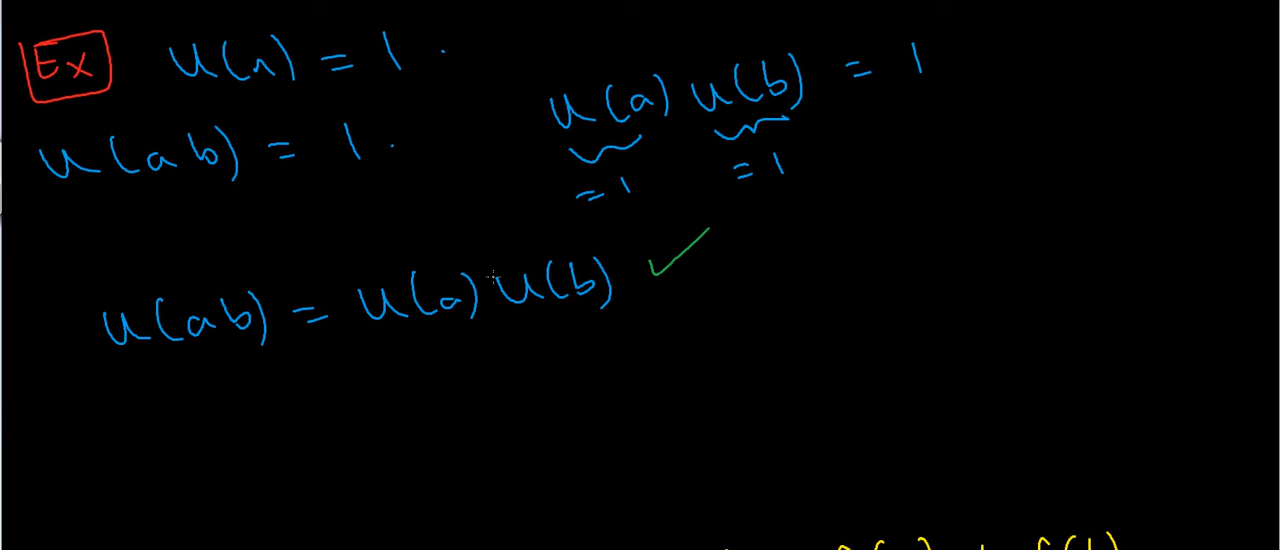 Ex u(n) = 1.
u(a) u(b) = 1
u(ab) = 1.
= 1 = 1
u(ab) = u(a) u(b) ✓